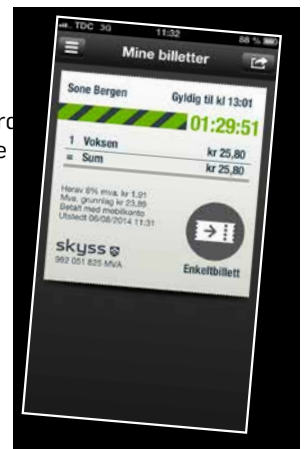 TDC 3G 11:32 88 %
Mine billetter
Sone Bergen Gyldig til kl 13:01
01:29:51
1 Voksen kr 25,80
= Sum kr 25,80
Herav 8% mva. kr 1,91
Mva. grunnlag kr 23,89
Betalt med mobilkonto
Utstedt 06/08/2014 11:31
skyss
992 051 825 MVA
Enkeltbillett